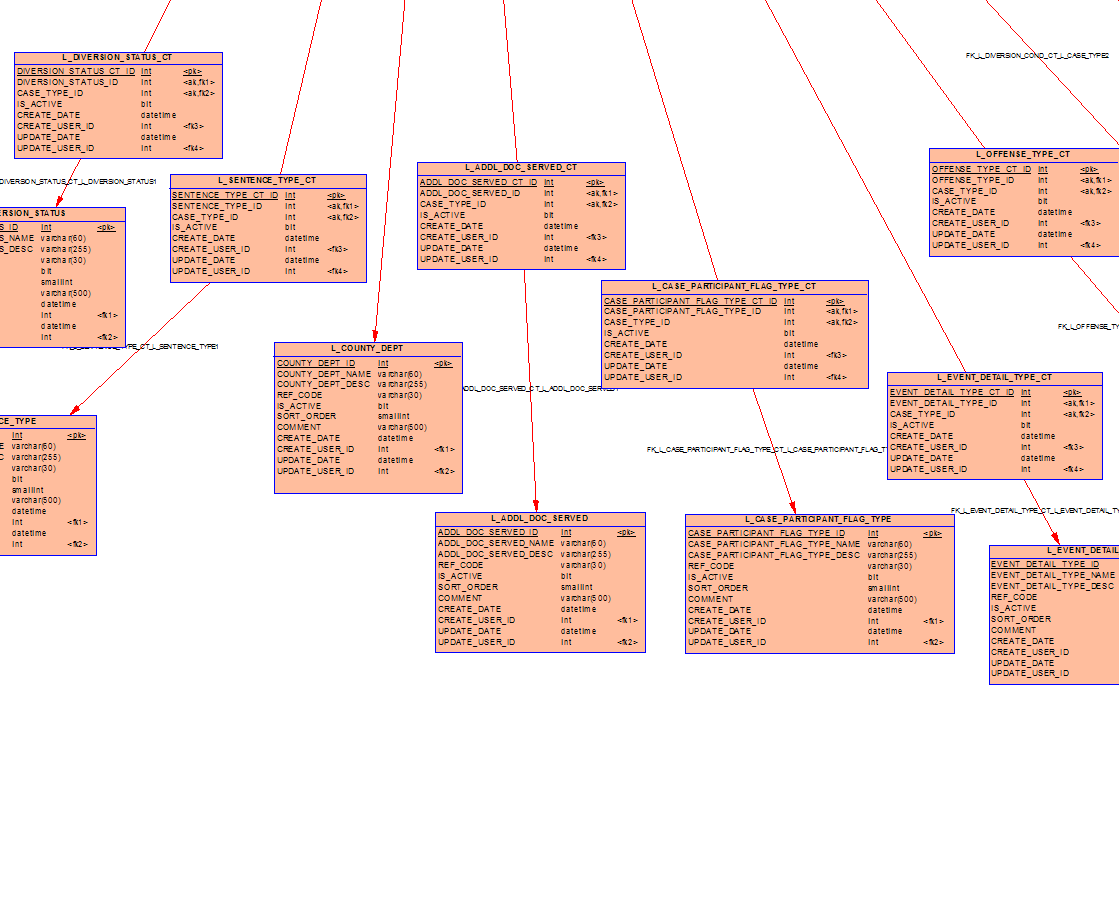 FK_L_DIVERSION_COND_CT_L_CASE_TYPE2
L_DIVERSION_STATUS_CT
DIVERSION_STATUS_CT_ID int <pk>
DIVERSION_STATUS_ID int <ak,fk1>
CASE_TYPE_ID int <ak,fk2>
IS_ACTIVE bit
CREATE_DATE datetime
CREATE_USER_ID int <fk3>
UPDATE_DATE datetime
UPDATE_USER_ID int <fk4>
DIVERSION_STATUS_CT_L_DIVERSION_STATUS1
ERSION_STATUS
S_ID int <pk>
S_NAME varchar(60)
S_DESC varchar(255)
varchar(30)
bit
smallint
varchar(500)
datetime
int <fk1>
datetime
int <fk2>
L_SENTENCE_TYPE_CT
SENTENCE_TYPE_CT_ID int <pk>
SENTENCE_TYPE_ID int <ak,fk1>
CASE_TYPE_ID int <ak,fk2>
IS_ACTIVE bit
CREATE_DATE datetime
CREATE_USER_ID int <fk3>
UPDATE_DATE datetime
UPDATE_USER_ID int <fk4>
TYPE_CT_L_SENTENCE_TYPE1
CE_TYPE
int <pk>
E varchar(60)
C varchar(255)
varchar(30)
bit
smallint
varchar(500)
datetime
int <fk1>
datetime
int <fk2>
L_COUNTY_DEPT
COUNTY_DEPT_ID int <pk>
COUNTY_DEPT_NAME varchar(60)
COUNTY_DEPT_DESC varchar(255)
REF_CODE varchar(30)
IS_ACTIVE bit
SORT_ORDER smallint
COMMENT varchar(500)
CREATE_DATE datetime
CREATE_USER_ID int <fk1>
UPDATE_DATE datetime
UPDATE_USER_ID int <fk2>
L_ADDL_DOC_SERVED_CT
ADDL_DOC_SERVED_CT_ID int <pk>
ADDL_DOC_SERVED_ID int <ak,fk1>
CASE_TYPE_ID int <ak,fk2>
IS_ACTIVE bit
CREATE_DATE datetime
CREATE_USER_ID int <fk3>
UPDATE_DATE datetime
UPDATE_USER_ID int <fk4>
ADDL_DOC_SERVED_CT_L_ADDL_DOC_SERVED1
L_ADDL_DOC_SERVED
ADDL_DOC_SERVED_ID int <pk>
ADDL_DOC_SERVED_NAME varchar(60)
ADDL_DOC_SERVED_DESC varchar(255)
REF_CODE varchar(30)
IS_ACTIVE bit
SORT_ORDER smallint
COMMENT varchar(500)
CREATE_DATE datetime
CREATE_USER_ID int <fk1>
UPDATE_DATE datetime
UPDATE_USER_ID int <fk2>
L_CASE_PARTICIPANT_FLAG_TYPE_CT
CASE_PARTICIPANT_FLAG_TYPE_CT_ID int <pk>
CASE_PARTICIPANT_FLAG_TYPE_ID int <ak,fk1>
CASE_TYPE_ID int <ak,fk2>
IS_ACTIVE bit
CREATE_DATE datetime
CREATE_USER_ID int <fk3>
UPDATE_DATE datetime
UPDATE_USER_ID int <fk4>
FK_L_CASE_PARTICIPANT_FLAG_TYPE_CT_L_CASE_PARTICIPANT_FLAG_T
L_CASE_PARTICIPANT_FLAG_TYPE
CASE_PARTICIPANT_FLAG_TYPE_ID int <pk>
CASE_PARTICIPANT_FLAG_TYPE_NAME varchar(60)
CASE_PARTICIPANT_FLAG_TYPE_DESC varchar(255)
REF_CODE varchar(30)
IS_ACTIVE bit
SORT_ORDER smallint
COMMENT varchar(500)
CREATE_DATE datetime
CREATE_USER_ID int <fk1>
UPDATE_DATE datetime
UPDATE_USER_ID int <fk2>
L_OFFENSE_TYPE_CT
OFFENSE_TYPE_CT_ID int <pk>
OFFENSE_TYPE_ID int <ak,fk1>
CASE_TYPE_ID int <ak,fk2>
IS_ACTIVE bit
CREATE_DATE datetime
CREATE_USER_ID int <fk3>
UPDATE_DATE datetime
UPDATE_USER_ID int <fk4>
FK_L_OFFENSE_TY
L_EVENT_DETAIL_TYPE_CT
EVENT_DETAIL_TYPE_CT_ID int <pk>
EVENT_DETAIL_TYPE_ID int <ak,fk1>
CASE_TYPE_ID int <ak,fk2>
IS_ACTIVE bit
CREATE_DATE datetime
CREATE_USER_ID int <fk3>
UPDATE_DATE datetime
UPDATE_USER_ID int <fk4>
FK_L_EVENT_DETAIL_TYPE_CT_L_EVENT_DETAIL_TY
L_EVENT_DETAIL
EVENT_DETAIL_TYPE_ID
EVENT_DETAIL_TYPE_NAME
EVENT_DETAIL_TYPE_DESC
REF_CODE
IS_ACTIVE
SORT_ORDER
COMMENT
CREATE_DATE
CREATE_USER_ID
UPDATE_DATE
UPDATE_USER_ID